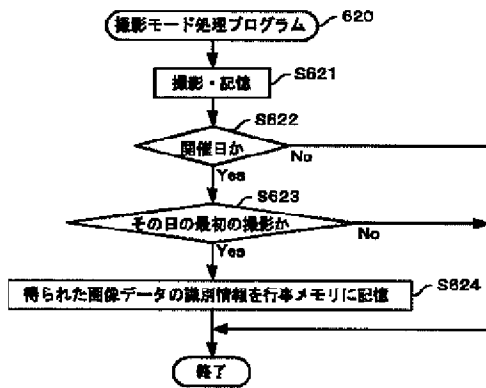 撮影モード処理プログラム
620
撮影・記憶
S621
S622
開催日か
No
Yes
S623
その日の最初の撮影か
No
Yes
得られた画像データの識別情報を行事メモリに記憶
S624
終了